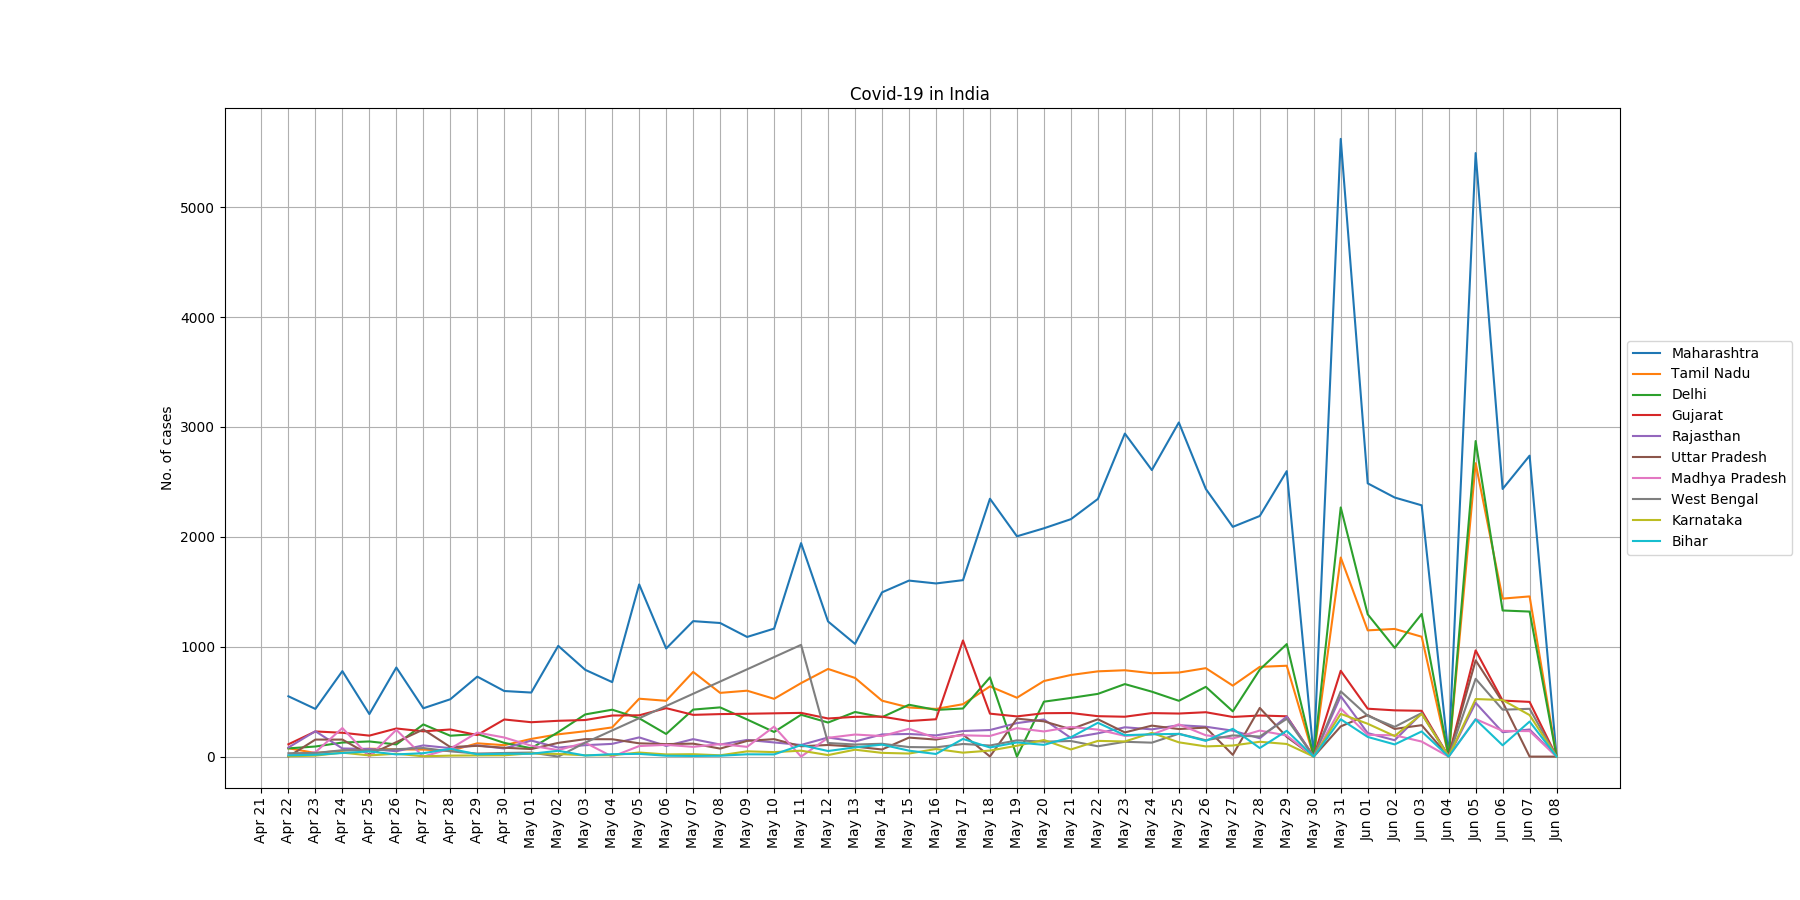 Covid-19 in India
No. of cases
5000
4000
3000
2000
1000
0
Apr 21
Apr 22
Apr 23
Apr 24
Apr 25
Apr 26
Apr 27
Apr 28
Apr 29
Apr 30
May 01
May 02
May 03
May 04
May 05
May 06
May 07
May 08
May 09
May 10
May 11
May 12
May 13
May 14
May 15
May 16
May 17
May 18
May 19
May 20
May 21
May 22
May 23
May 24
May 25
May 26
May 27
May 28
May 29
May 30
May 31
Jun 01
Jun 02
Jun 03
Jun 04
Jun 05
Jun 06
Jun 07
Jun 08
Maharashtra
Tamil Nadu
Delhi
Gujarat
Rajasthan
Uttar Pradesh
Madhya Pradesh
West Bengal
Karnataka
Bihar